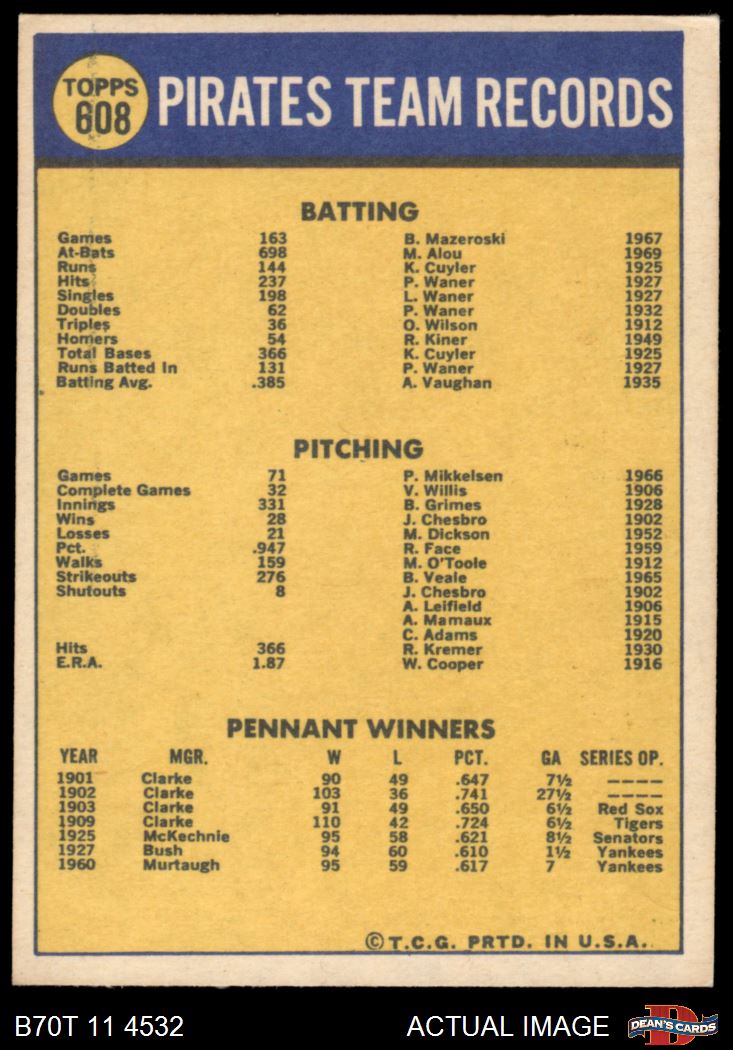 TOPPS
608
PIRATES TEAM RECORDS
BATTING
Games 163 B. Mazeroski 1967
At-Bats 698 M. Alou 1969
Runs 144 K. Cuyler 1925
Hits 237 P. Waner 1927
Singles 198 L. Waner 1927
Doubles 62 P. Waner 1932
Triples 36 O. Wilson 1912
Homers 54 R. Kiner 1949
Total Bases 366 K. Cuyler 1925
Runs Batted In 131 P. Waner 1927
Batting Avg. .385 A. Vaughan 1935
PITCHING
Games 71 P. Mikkelsen 1966
Complete Games 32 V. Willis 1906
Innings 331 B. Grimes 1928
Wins 28 J. Chesbro 1902
Losses 21 M. Dickson 1952
Pct. .947 R. Face 1959
Walks 159 M. O'Toole 1912
Strikeouts 276 B. Veale 1965
Shutouts 8 J. Chesbro 1902
A. Leifield 1906
A. Mamaux 1915
C. Adams 1920
Hits 366 R. Kremer 1930
E.R.A. 1.87 W. Cooper 1916
PENNANT WINNERS
YEAR MGR. W L PCT. GA SERIES OP.
1901 Clarke 90 49 .647 7½ ----
1902 Clarke 103 36 .741 27½ ----
1903 Clarke 91 49 .650 6½ Red Sox
1909 Clarke 110 42 .724 6½ Tigers
1925 McKechnie 95 58 .621 8½ Senators
1927 Bush 94 60 .610 1½ Yankees
1960 Murtaugh 95 59 .617 7 Yankees
©T.C.G. PRTD. IN U.S.A.
B70T 11 4532 ACTUAL IMAGE D DEAN'S CARDS